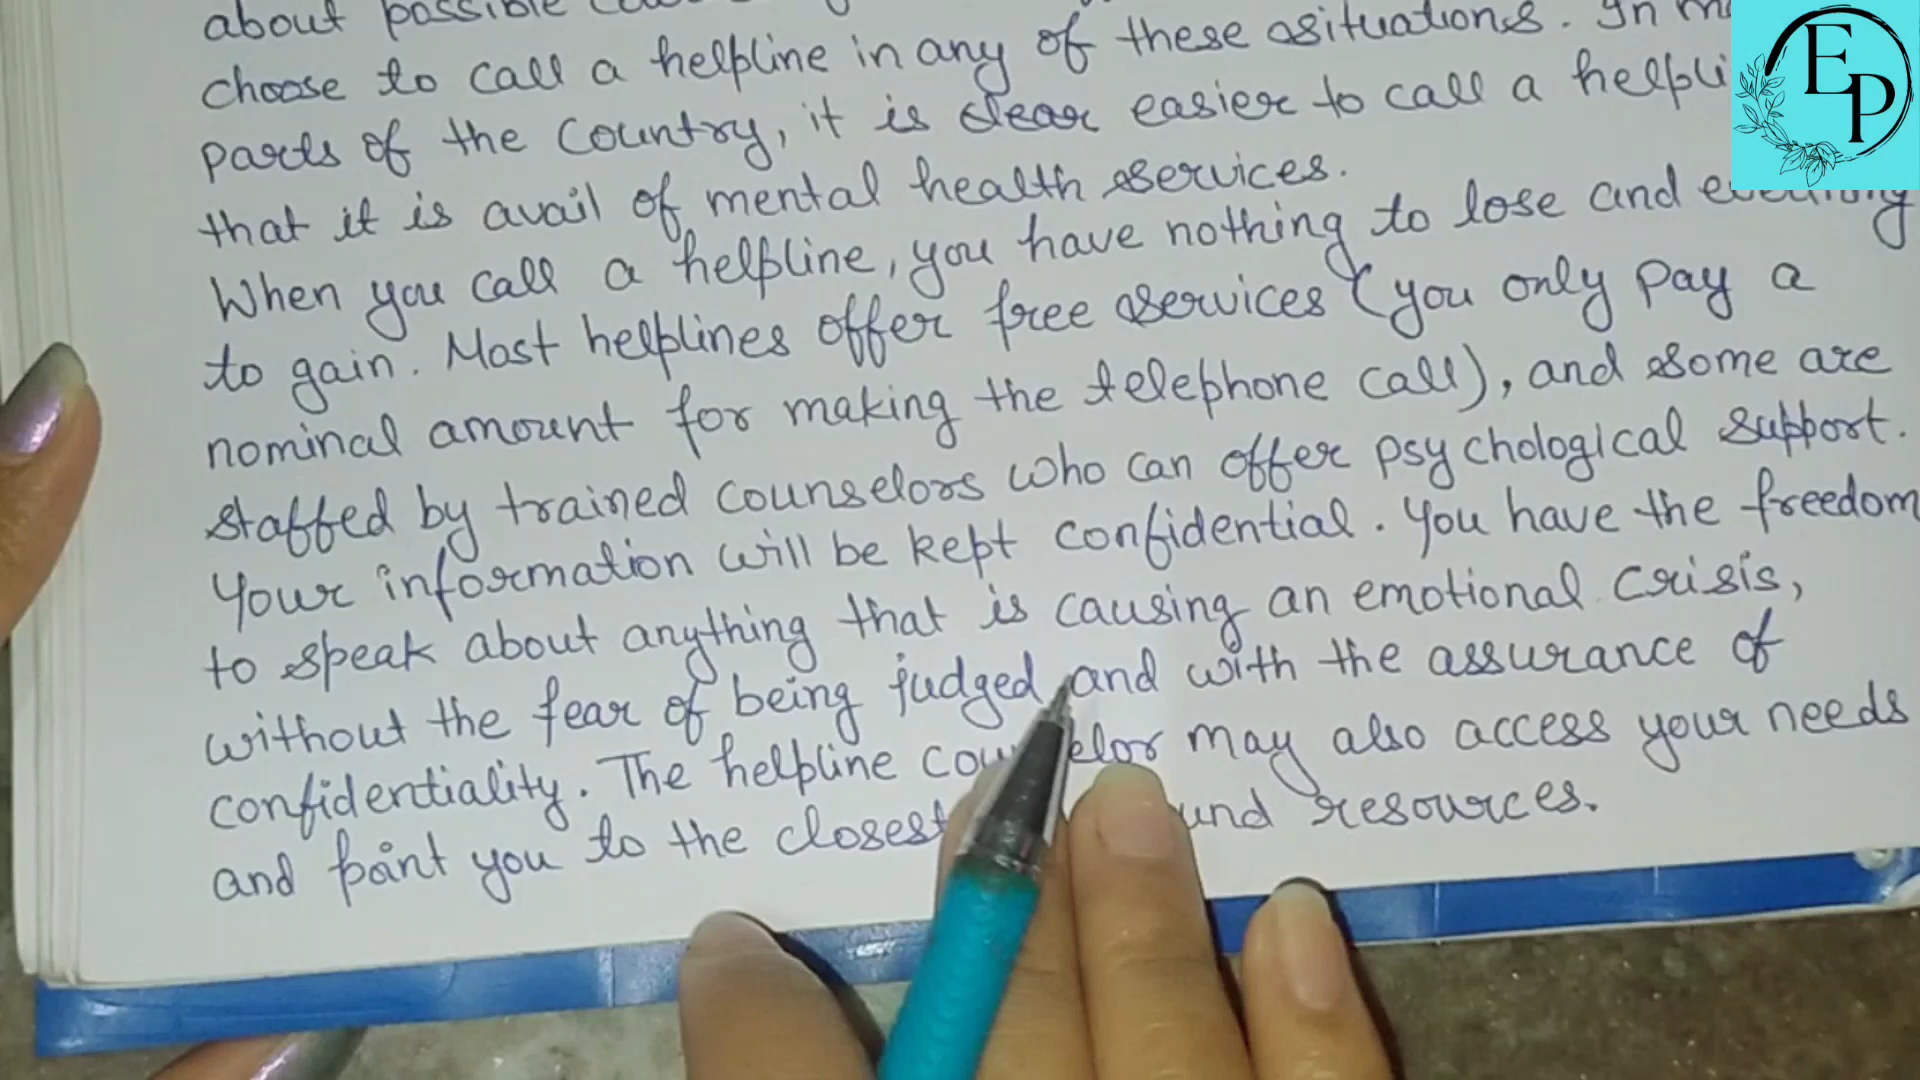 about possible
choose to call a helpline in any of these situations. In
parts of the country, it is clear easier to call a
that it is avail of mental health services.
When you call a helpline, you have nothing to lose and
to gain. Most helplines offer free services (you only pay a
nominal amount for making the telephone call), and some are
staffed by trained counselors who can offer psychological support.
Your information will be kept confidential. You have the freedom
to speak about anything that is causing an emotional crisis,
without the fear of being judged and with the assurance of
confidentiality. The helpline may also access your needs
and point you to the closest resources.
EP